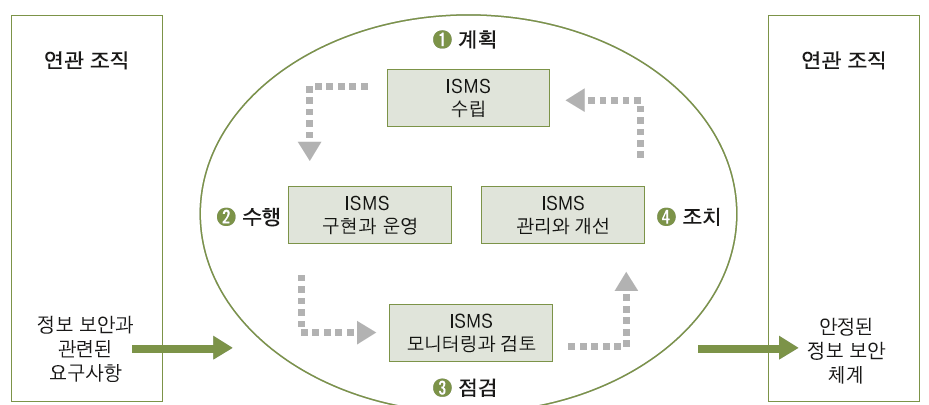 연관 조직
정보 보안과
관련된
요구사항
❶ 계획
ISMS
수립
❷ 수행
ISMS
구현과 운영
ISMS
관리와 개선
❹ 조치
ISMS
모니터링과 검토
❸ 점검
연관 조직
안정된
정보 보안
체계